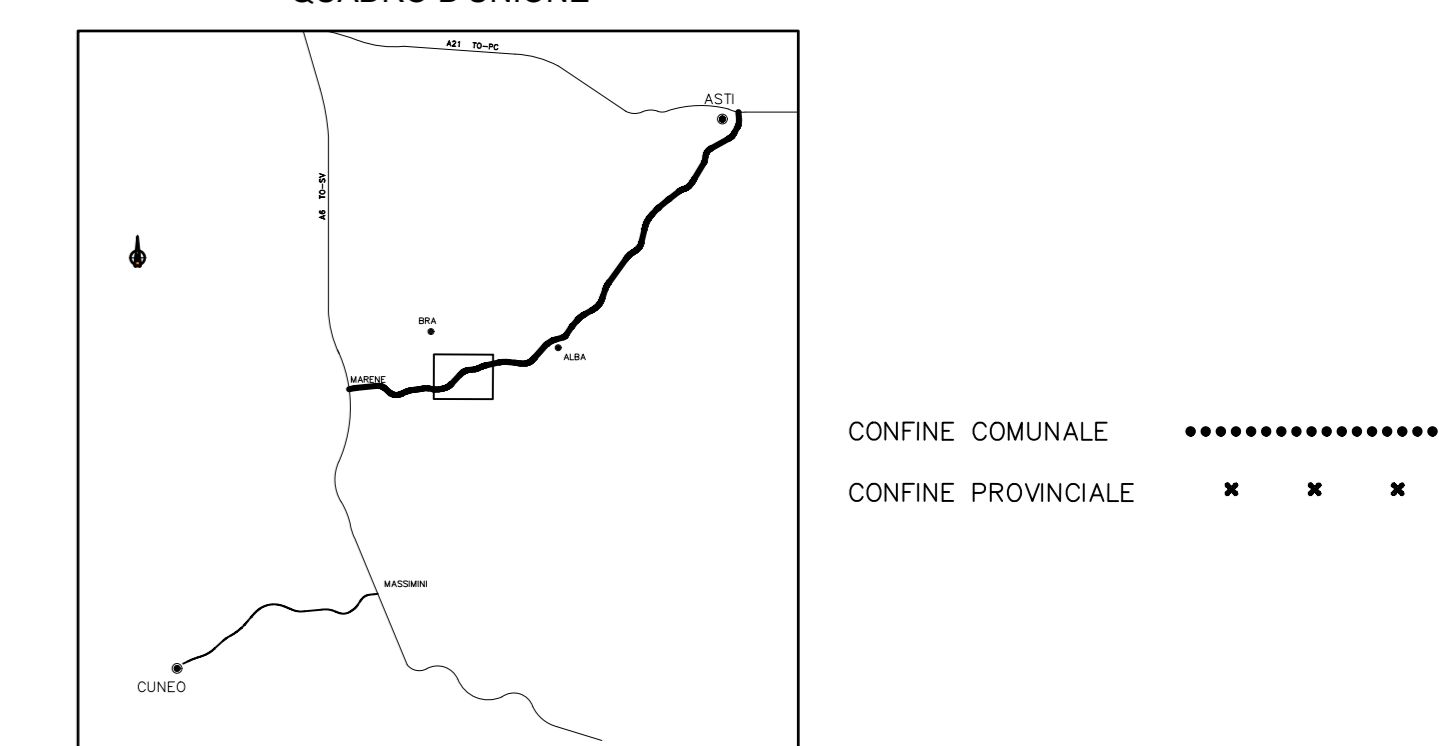 QUADRO D'UNIONE
A21 TO-PC
ASTI
A6 TO-SV
BRA
ALBA
MARENE
CONFINE COMUNALE
CONFINE PROVINCIALE
MASSIMINI
CUNEO